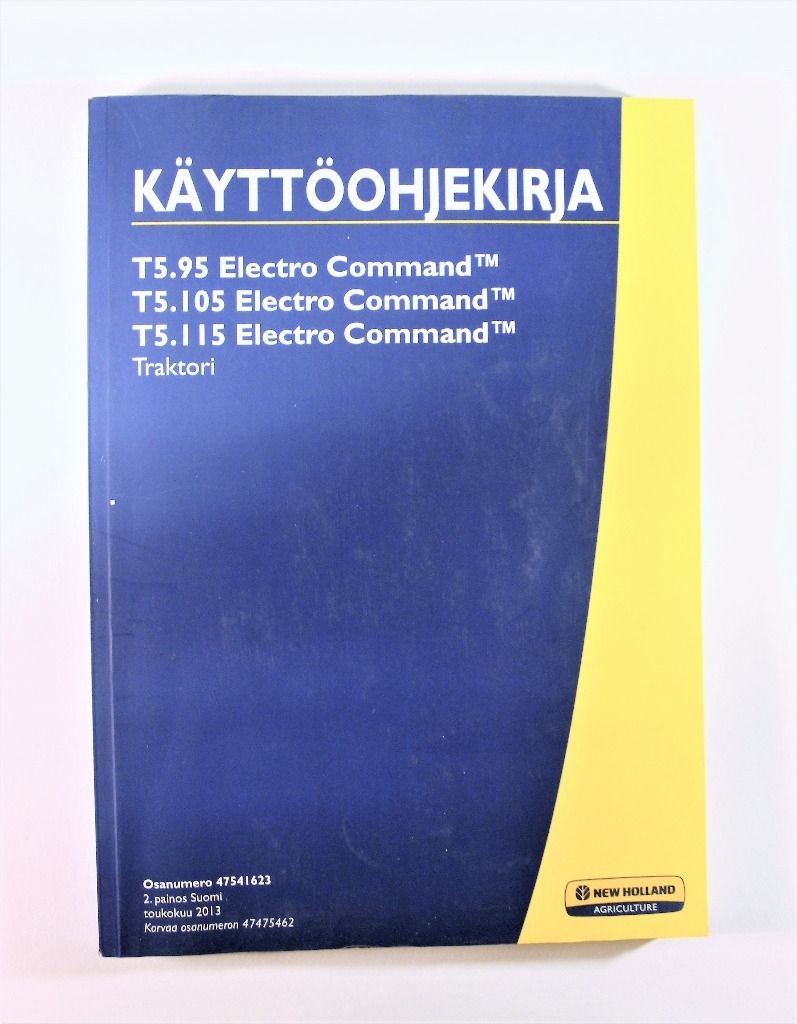 KÄYTTÖOHJEKIRJA
T5.95 Electro Command™
T5.105 Electro Command™
T5.115 Electro Command™
Traktori
Osanumero 47541623
2. painos Suomi
toukokuu 2013
Korvaa osanumeron 47475462
NEW HOLLAND
AGRICULTURE